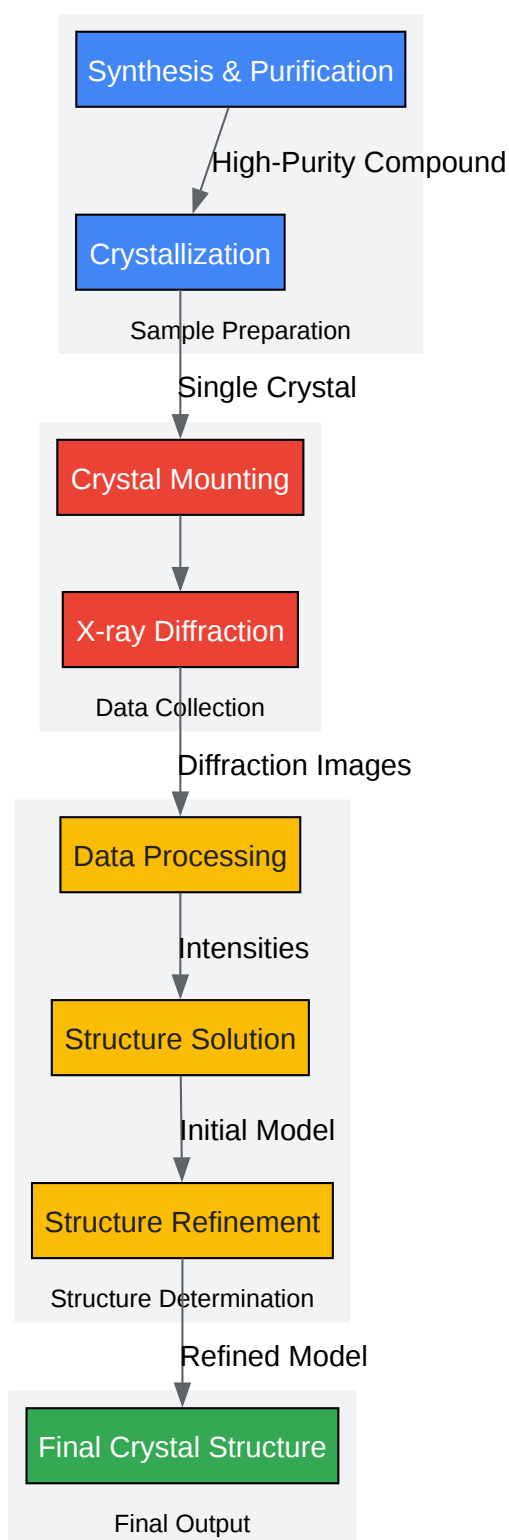 Synthesis & Purification
High-Purity Compound
Crystallization
Sample Preparation
Single Crystal
Crystal Mounting
X-ray Diffraction
Data Collection
Diffraction Images
Data Processing
Intensities
Structure Solution
Initial Model
Structure Refinement
Structure Determination
Refined Model
Final Crystal Structure
Final Output